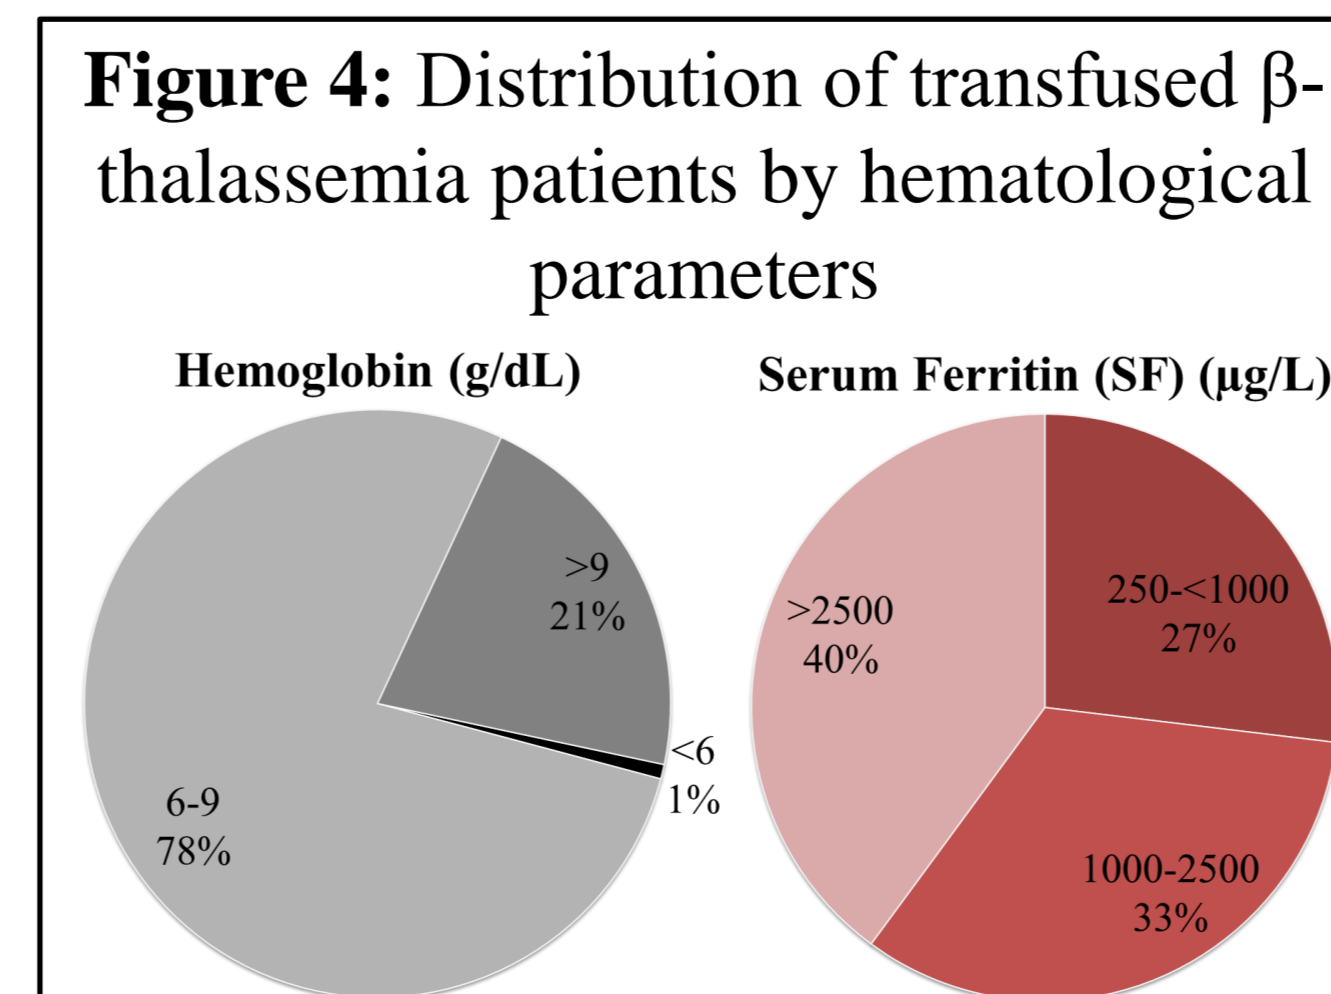 Figure 4: Distribution of transfused β-
thalassemia patients by hematological
parameters
Hemoglobin (g/dL)
>9
21%
<6
1%
6-9
78%
Serum Ferritin (SF) (µg/L)
>2500
40%
250-<1000
27%
1000-2500
33%